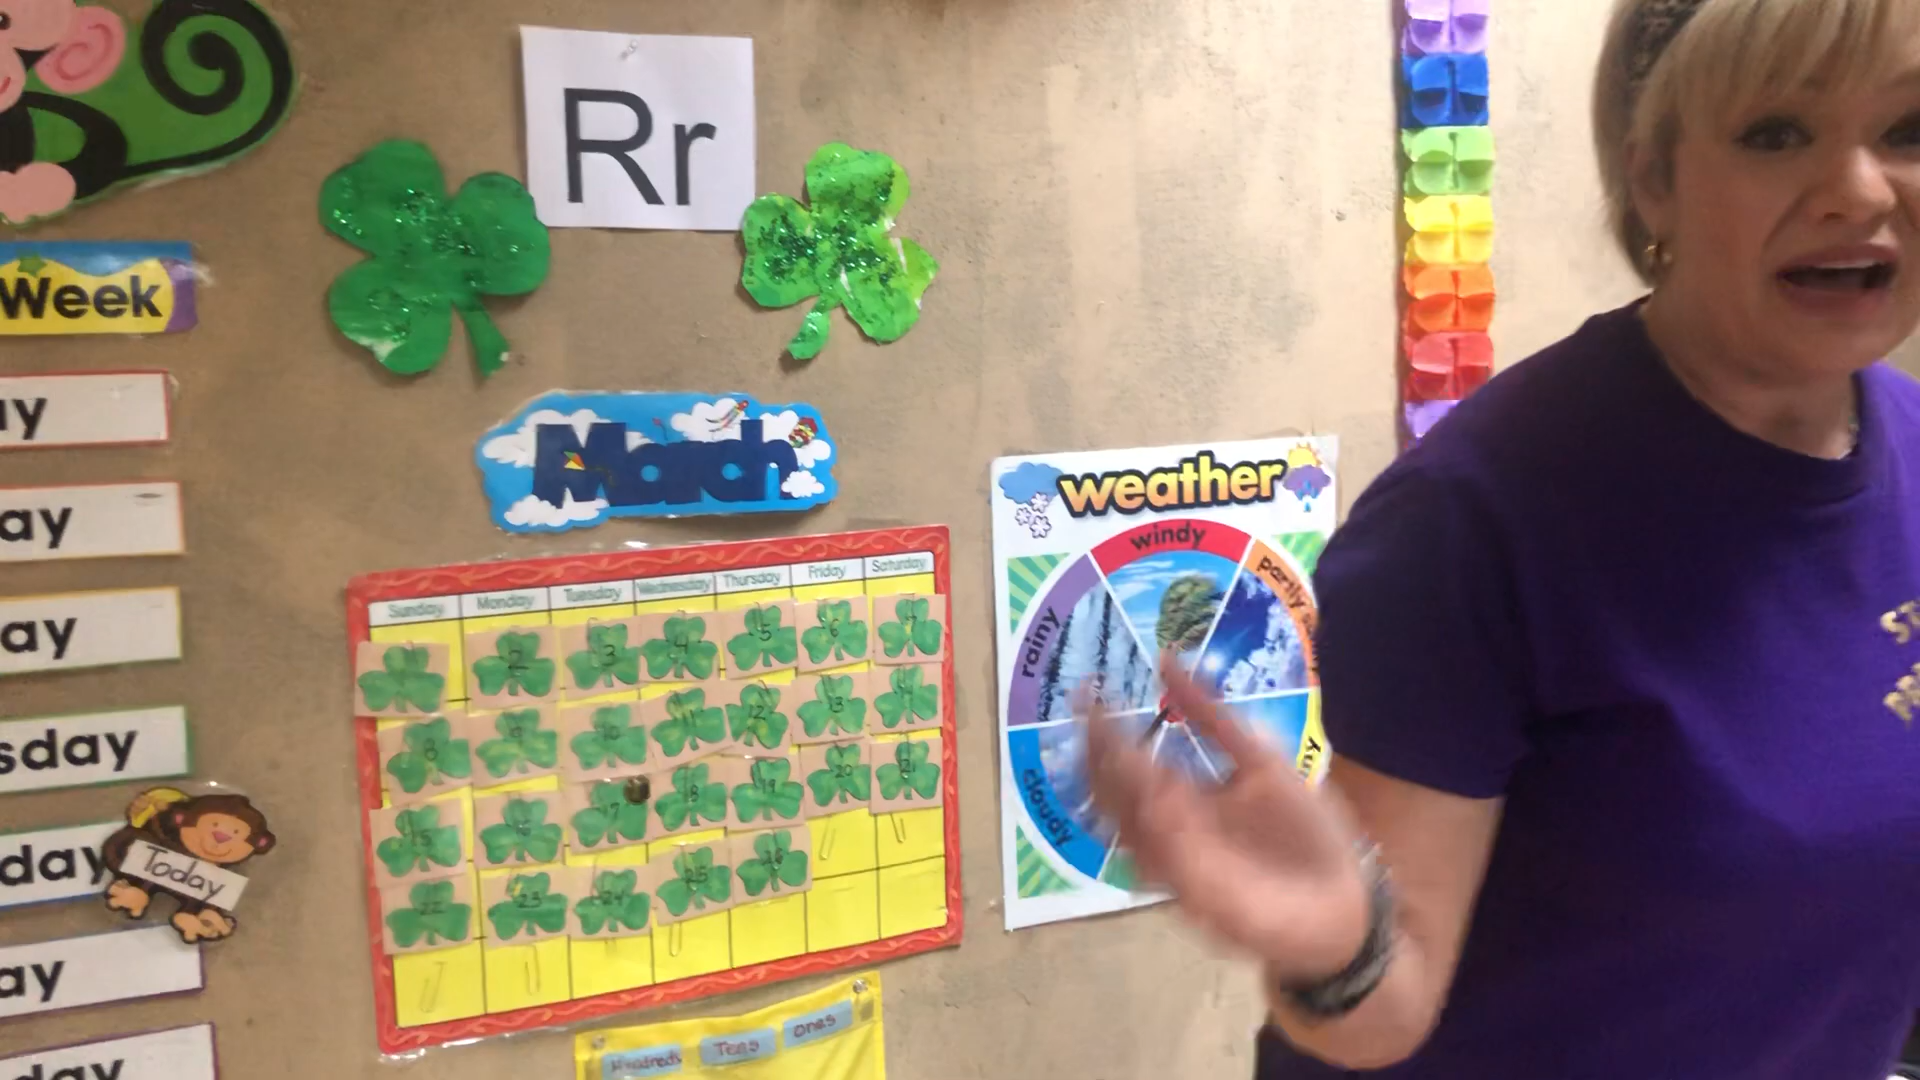 Rr
Week
ay
ay
ay
sday
day
Today
ay
day
March
Sunday Monday Tuesday Wednesday Thursday Friday Saturday
2 3 4 5 6 7
8 9 10 11 12 13 14
15 17 18 19 20 21
22 23 24 25 26
Hundreds Tens Ones
weather
windy
partly
rainy
cloudy
ny